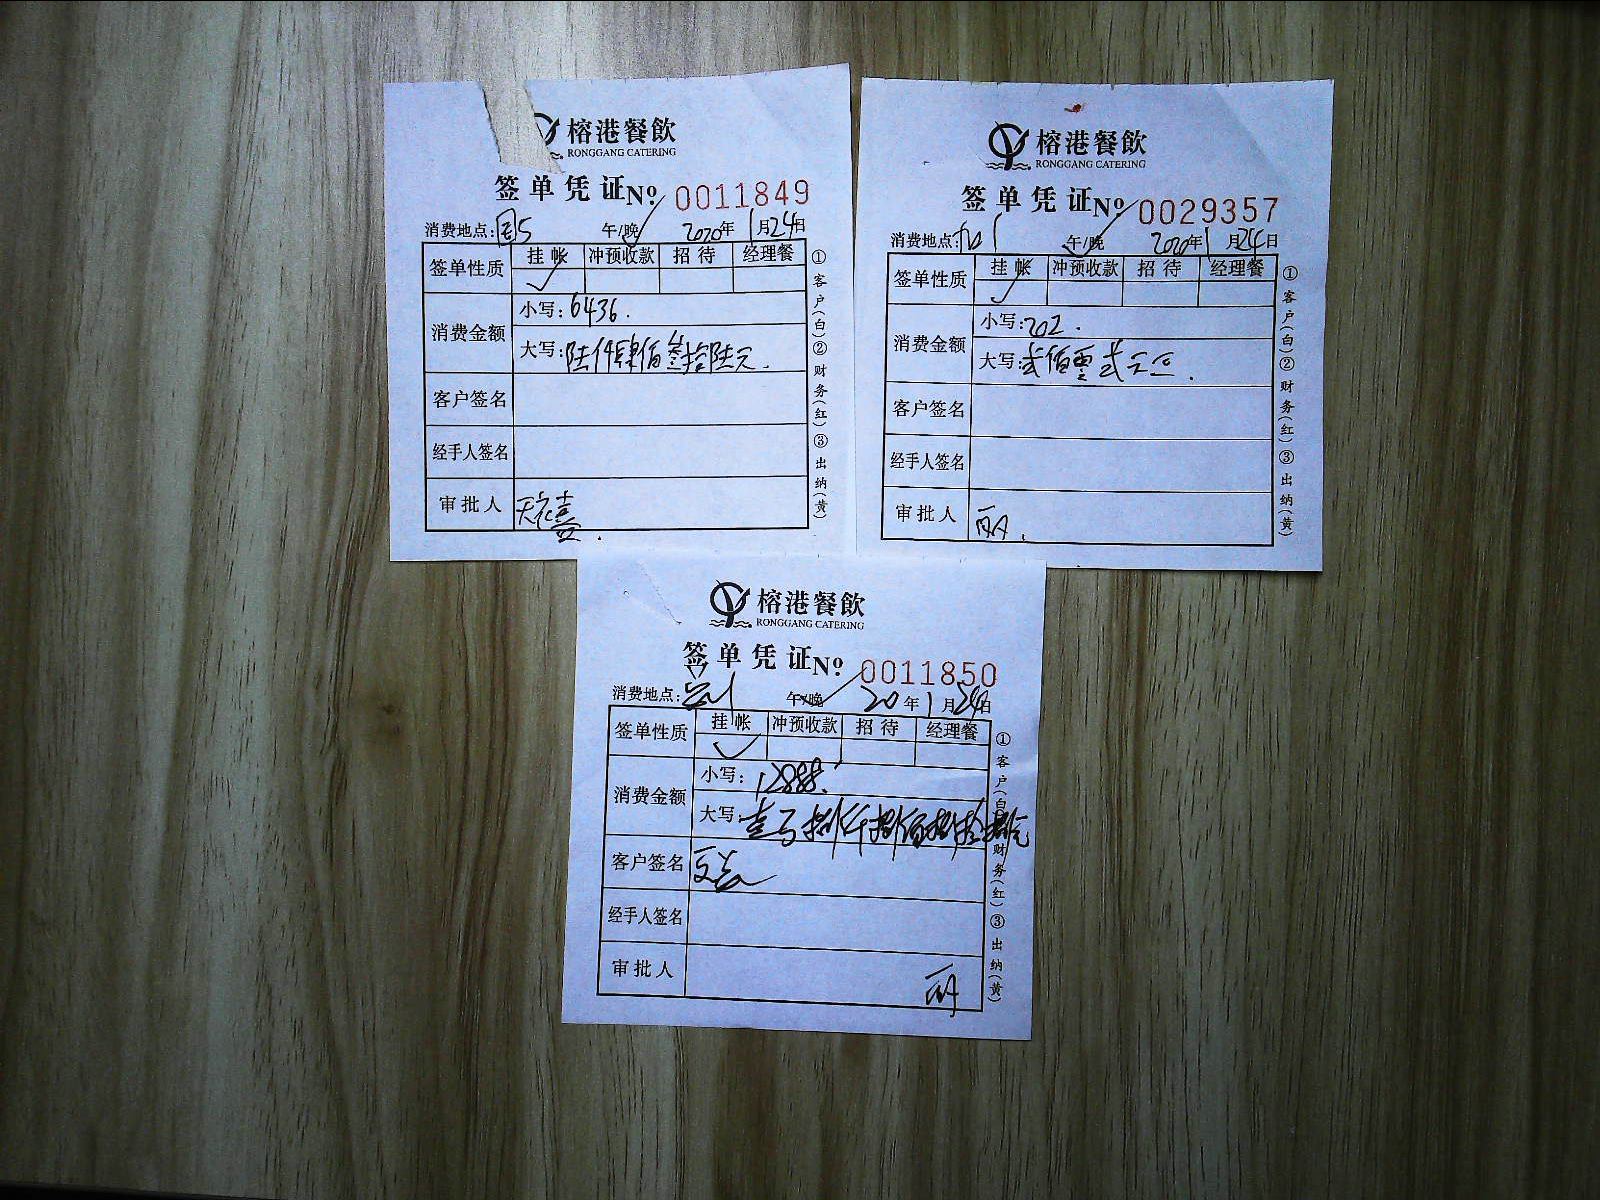 榕港餐飲
RONGGANG CATERING
签单凭证 Nº 0011849
消费地点: 5 午/晚 2020年1月24日
签单性质 挂帐 冲预收款 招待 经理餐
消费金额
小写: 6436.
大写: 陆仟肆佰叁拾陆元.
客户签名
经手人签名
审批人
①客户(白)②财务(红)③出纳(黄)
榕港餐飲
RONGGANG CATERING
签单凭证 Nº 0029357
消费地点: 午/晚 2020年1月24日
签单性质 挂帐 冲预收款 招待 经理餐
消费金额
小写: 202.
大写: 弍佰零弍元正.
客户签名
经手人签名
审批人 丽.
①客户(白)②财务(红)③出纳(黄)
榕港餐飲
RONGGANG CATERING
签单凭证 Nº 0011850
消费地点: 午/晚 20年1月24日
签单性质 挂帐 冲预收款 招待 经理餐
消费金额
小写: 12888.
大写:
客户签名
经手人签名
审批人 丽
①客户(白)②财务(红)③出纳(黄)